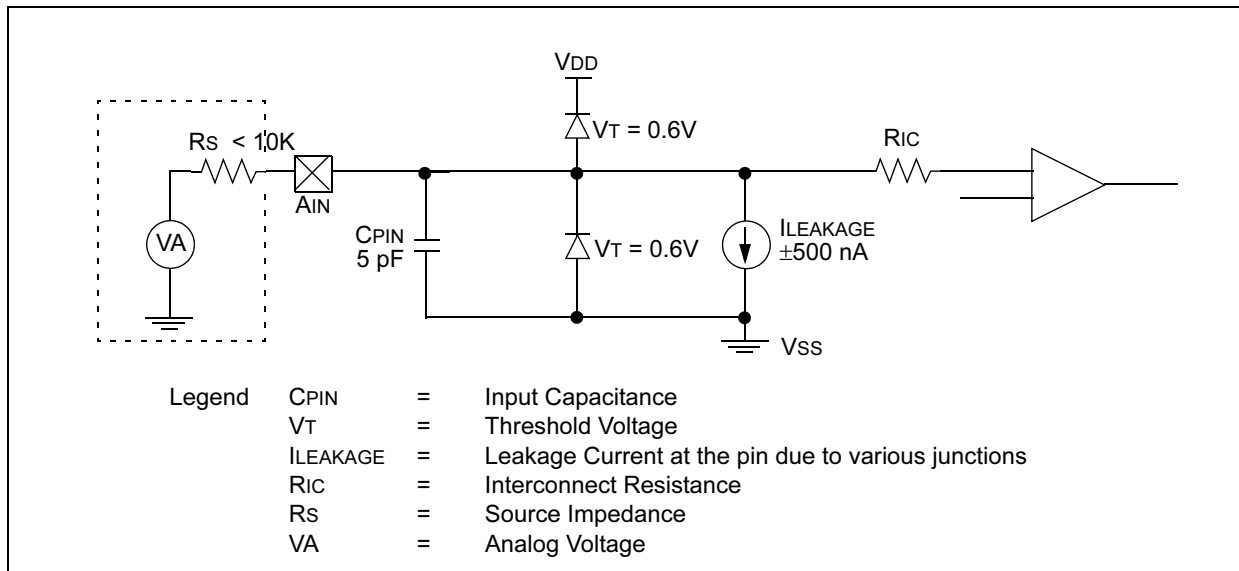 VDD
RS < 10K
VT = 0.6V
RIC
AIN
VA
CPIN
5 pF
VT = 0.6V
ILEAKAGE
±500 nA
VSS
Legend CPIN = Input Capacitance
VT = Threshold Voltage
ILEAKAGE = Leakage Current at the pin due to various junctions
RIC = Interconnect Resistance
RS = Source Impedance
VA = Analog Voltage